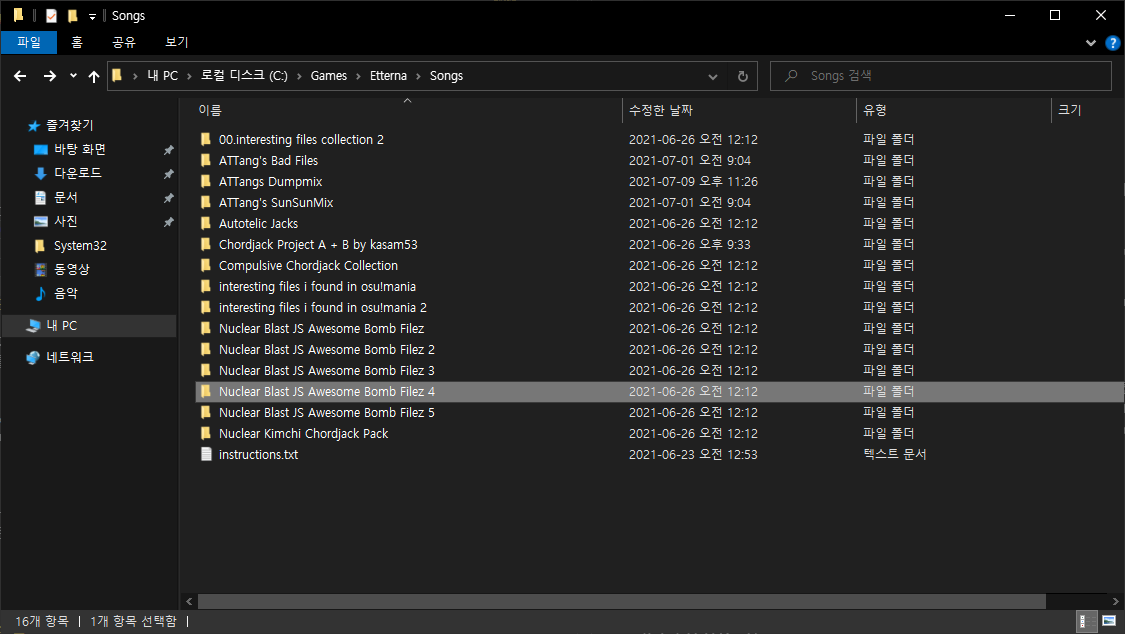 Songs
파일 홈 공유 보기
내 PC 로컬 디스크 (C:) Games Etterna Songs Songs 검색
이름 수정한 날짜 유형 크기
즐겨찾기
바탕 화면
다운로드
문서
사진
System32
동영상
음악
내 PC
네트워크
00.interesting files collection 2 2021-06-26 오전 12:12 파일 폴더
ATTang's Bad Files 2021-07-01 오전 9:04 파일 폴더
ATTangs Dumpmix 2021-07-09 오후 11:26 파일 폴더
ATTang's SunSunMix 2021-07-01 오전 9:04 파일 폴더
Autotelic Jacks 2021-06-26 오전 12:12 파일 폴더
Chordjack Project A + B by kasam53 2021-06-26 오후 9:33 파일 폴더
Compulsive Chordjack Collection 2021-06-26 오전 12:12 파일 폴더
interesting files i found in osu!mania 2021-06-26 오전 12:12 파일 폴더
interesting files i found in osu!mania 2 2021-06-26 오전 12:12 파일 폴더
Nuclear Blast JS Awesome Bomb Filez 2021-06-26 오전 12:12 파일 폴더
Nuclear Blast JS Awesome Bomb Filez 2 2021-06-26 오전 12:12 파일 폴더
Nuclear Blast JS Awesome Bomb Filez 3 2021-06-26 오전 12:12 파일 폴더
Nuclear Blast JS Awesome Bomb Filez 4 2021-06-26 오전 12:12 파일 폴더
Nuclear Blast JS Awesome Bomb Filez 5 2021-06-26 오전 12:12 파일 폴더
Nuclear Kimchi Chordjack Pack 2021-06-26 오전 12:12 파일 폴더
instructions.txt 2021-06-23 오전 12:53 텍스트 문서
16개 항목 | 1개 항목 선택함 |